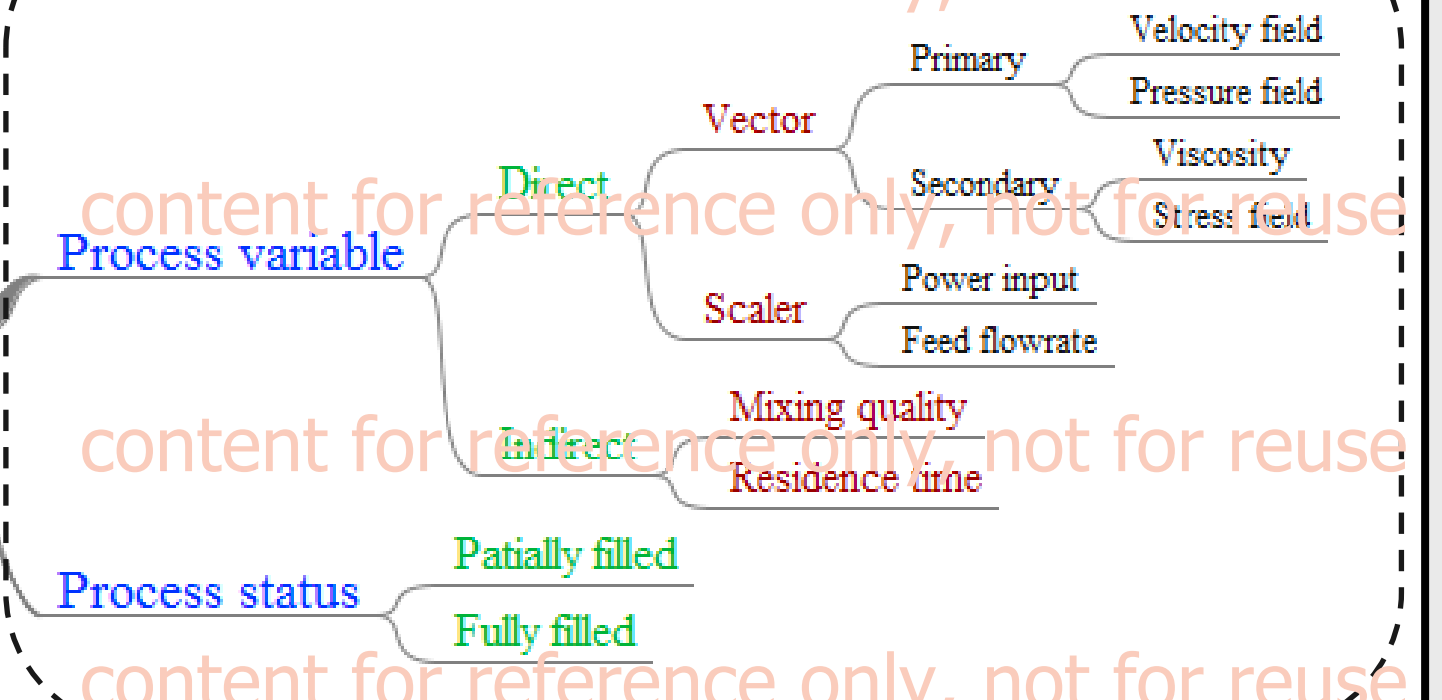 Velocity field
Primary
Pressure field
Vector
Viscosity
Direct
Secondary
Stress field
content for reference only, not for reuse
Process variable
Power input
Scaler
Feed flowrate
Mixing quality
Indirect
content for reference only, not for reuse
Residence time
Patially filled
Process status
Fully filled
content for reference only, not for reuse